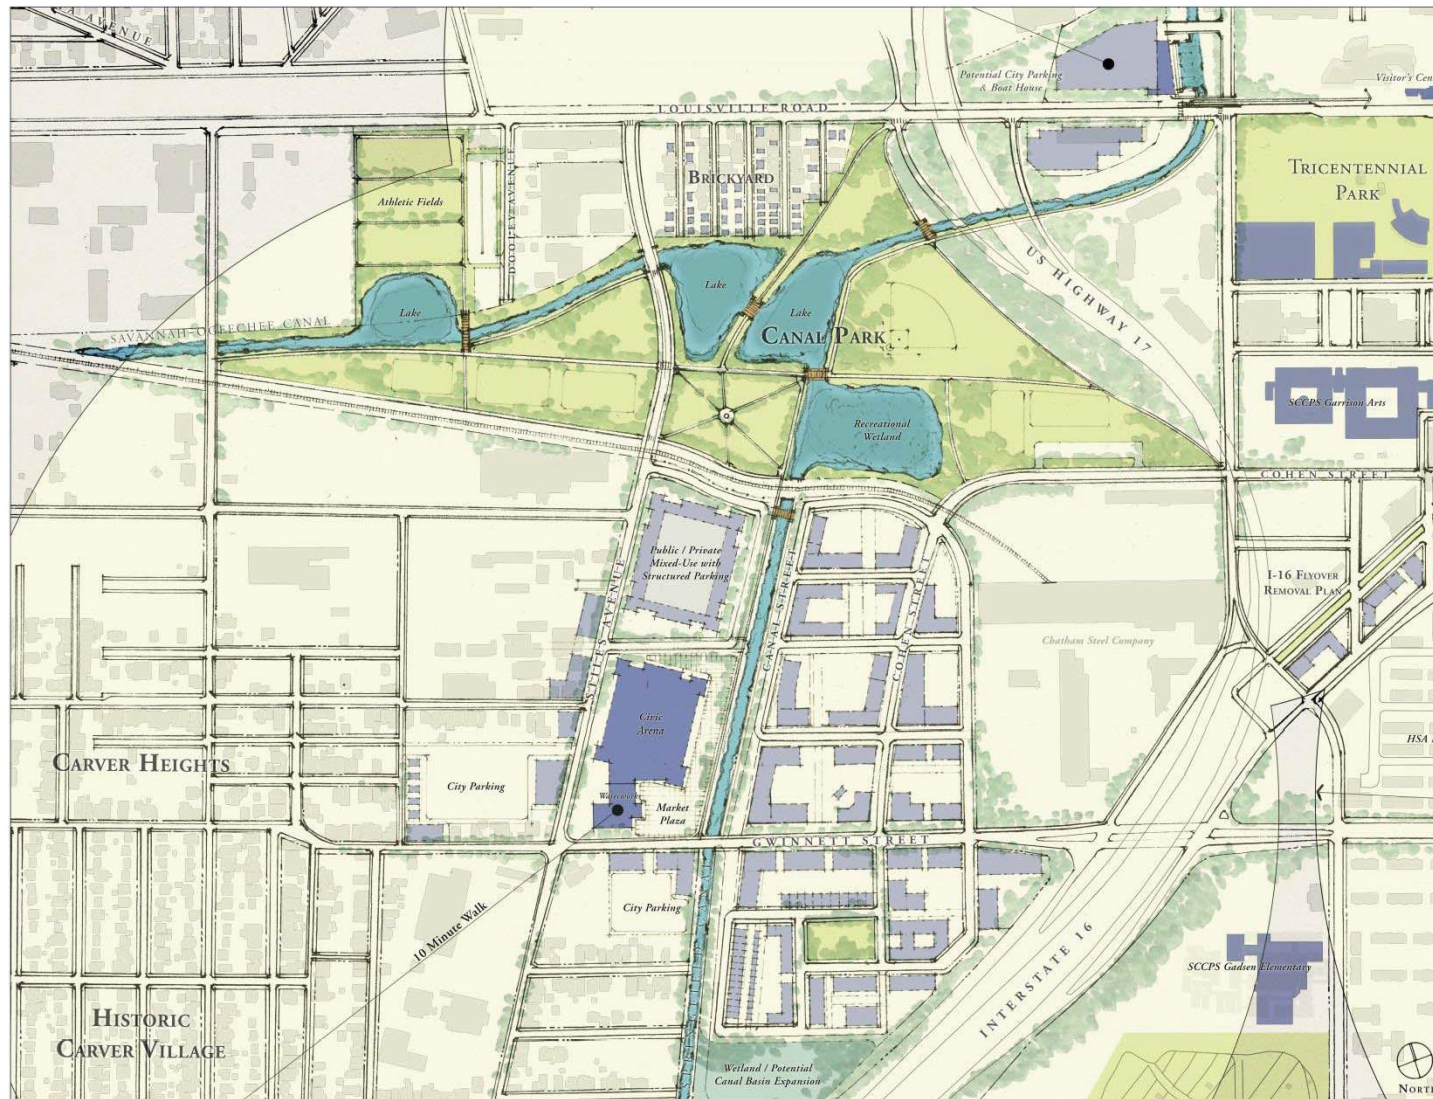 AVENUE
Potential City Parking
& Boat House
Visitor's Cen
LOUISVILLE ROAD
TRICENTENNIAL
PARK
BRICKYARD
Athletic Fields
DOOLEY AVENUE
US HIGHWAY 17
Lake
Lake
Lake
SAVANNAH-OGEECHEE CANAL
CANAL PARK
SCCPS Garrison Arts
Recreational
Wetland
COHEN STREET
Public / Private
Mixed-Use with
Structured Parking
STILES AVENUE
CANAL STREET
COHEN STREET
I-16 FLYOVER
REMOVAL PLAN
Chatham Steel Company
Civic
Arena
HSA
CARVER HEIGHTS
City Parking
Waterworks
Market
Plaza
GWINNETT STREET
City Parking
10 Minute Walk
INTERSTATE 16
SCCPS Gadsen Elementary
HISTORIC
CARVER VILLAGE
Wetland / Potential
Canal Basin Expansion
NORTH